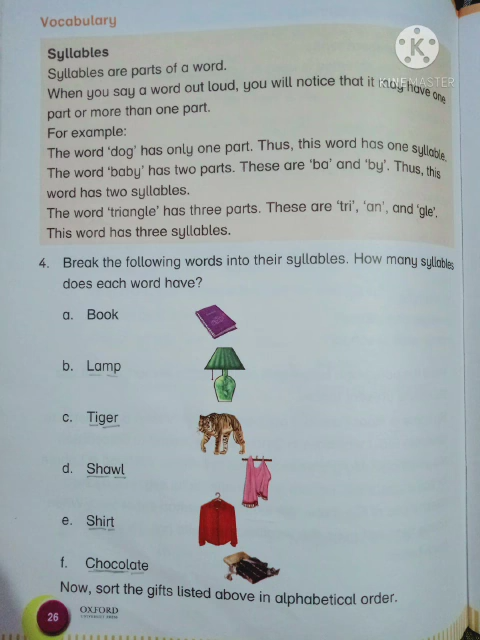 Vocabulary
K
KINEMASTER
Syllables
Syllables are parts of a word.
When you say a word out loud, you will notice that it may have one
part or more than one part.
For example:
The word 'dog' has only one part. Thus, this word has one syllable.
The word 'baby' has two parts. These are 'ba' and 'by'. Thus, this
word has two syllables.
The word 'triangle' has three parts. These are 'tri', 'an', and 'gle'.
This word has three syllables.
4. Break the following words into their syllables. How many syllables
does each word have?
a. Book
b. Lamp
c. Tiger
d. Shawl
e. Shirt
f. Chocolate
Now, sort the gifts listed above in alphabetical order.
26
OXFORD
UNIVERSITY PRESS